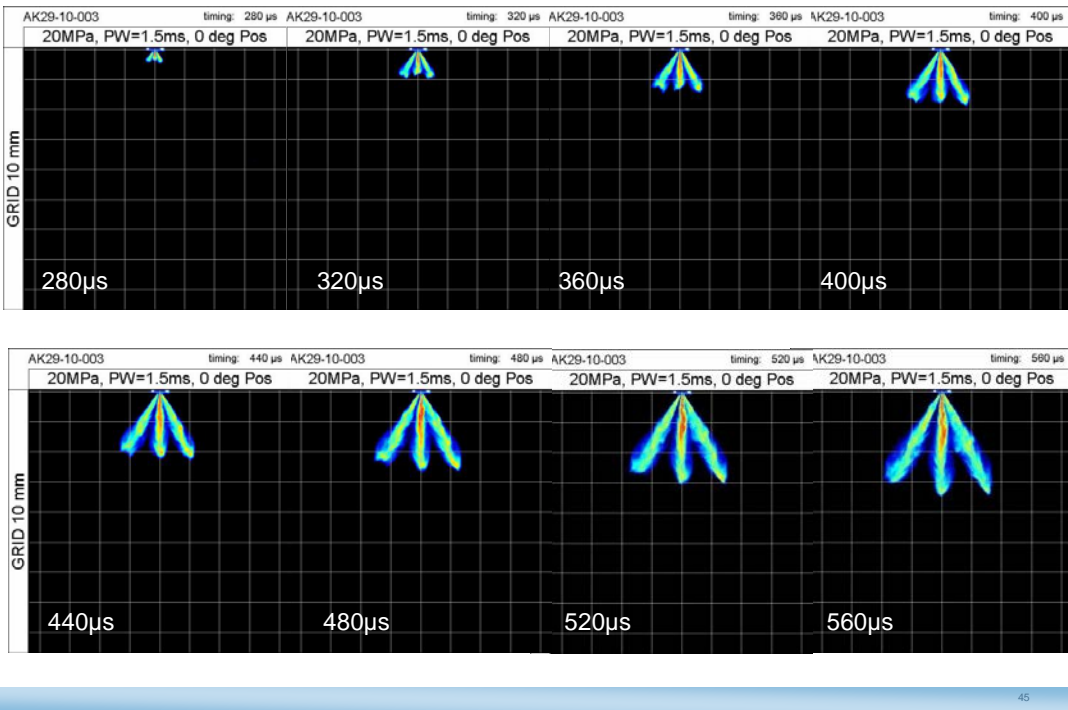 AK29-10-003 timing: 280 µs AK29-10-003 timing: 320 µs AK29-10-003 timing: 360 µs AK29-10-003 timing: 400 µs
20MPa, PW=1.5ms, 0 deg Pos 20MPa, PW=1.5ms, 0 deg Pos 20MPa, PW=1.5ms, 0 deg Pos 20MPa, PW=1.5ms, 0 deg Pos
GRID 10 mm
280µs 320µs 360µs 400µs
AK29-10-003 timing: 440 µs AK29-10-003 timing: 480 µs AK29-10-003 timing: 520 µs AK29-10-003 timing: 560 µs
20MPa, PW=1.5ms, 0 deg Pos 20MPa, PW=1.5ms, 0 deg Pos 20MPa, PW=1.5ms, 0 deg Pos 20MPa, PW=1.5ms, 0 deg Pos
GRID 10 mm
440µs 480µs 520µs 560µs
45